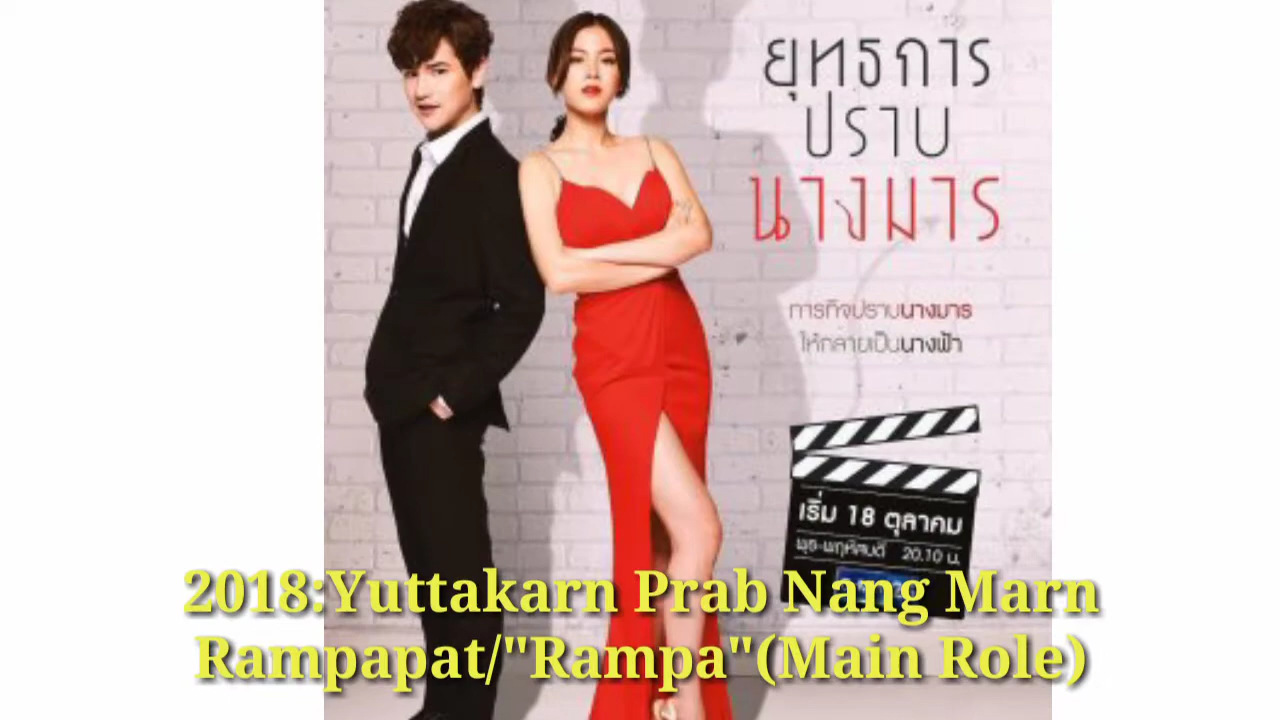 ยุทธการ
ปราบ
นางมาร
ภารกิจปราบนางมาร
ให้กลายเป็นนางฟ้า
เริ่ม 18 ตุลาคม
พุธ-พฤหัสบดี 20.10 น.
2018:Yuttakarn Prab Nang Marn
Rampapat/"Rampa"(Main Role)